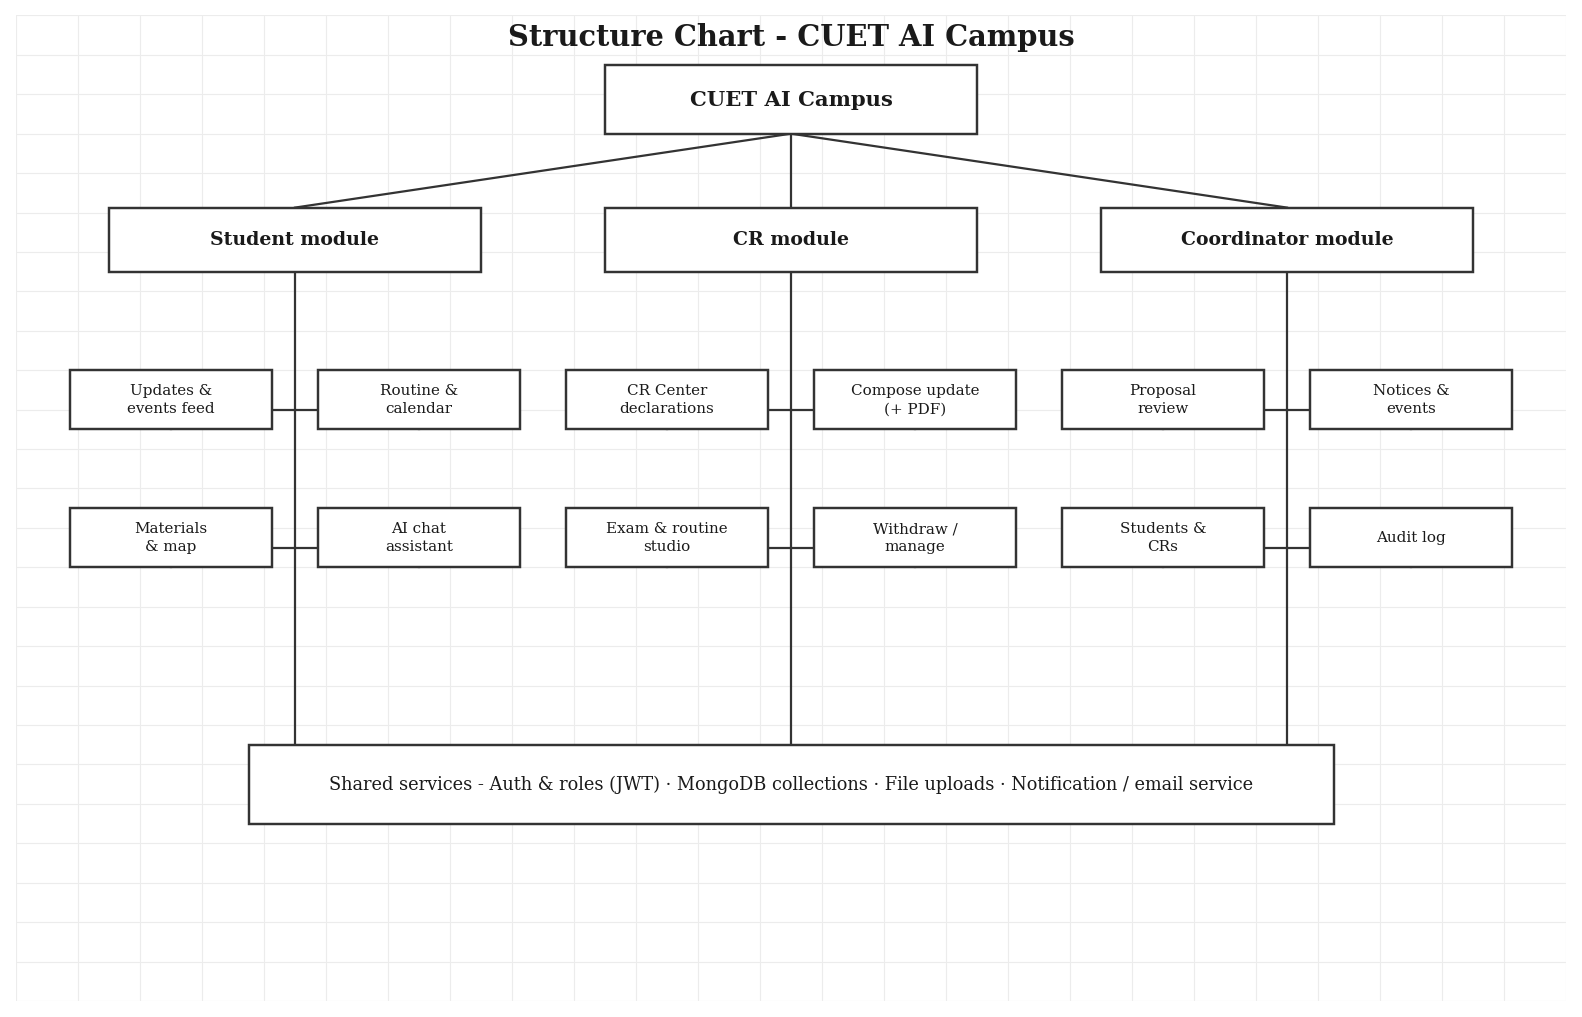 Structure Chart - CUET AI Campus
CUET AI Campus
Student module
CR module
Coordinator module
Updates &
events feed
Routine &
calendar
CR Center
declarations
Compose update
(+ PDF)
Proposal
review
Notices &
events
Materials
& map
AI chat
assistant
Exam & routine
studio
Withdraw /
manage
Students &
CRs
Audit log
Shared services - Auth & roles (JWT) · MongoDB collections · File uploads · Notification / email service